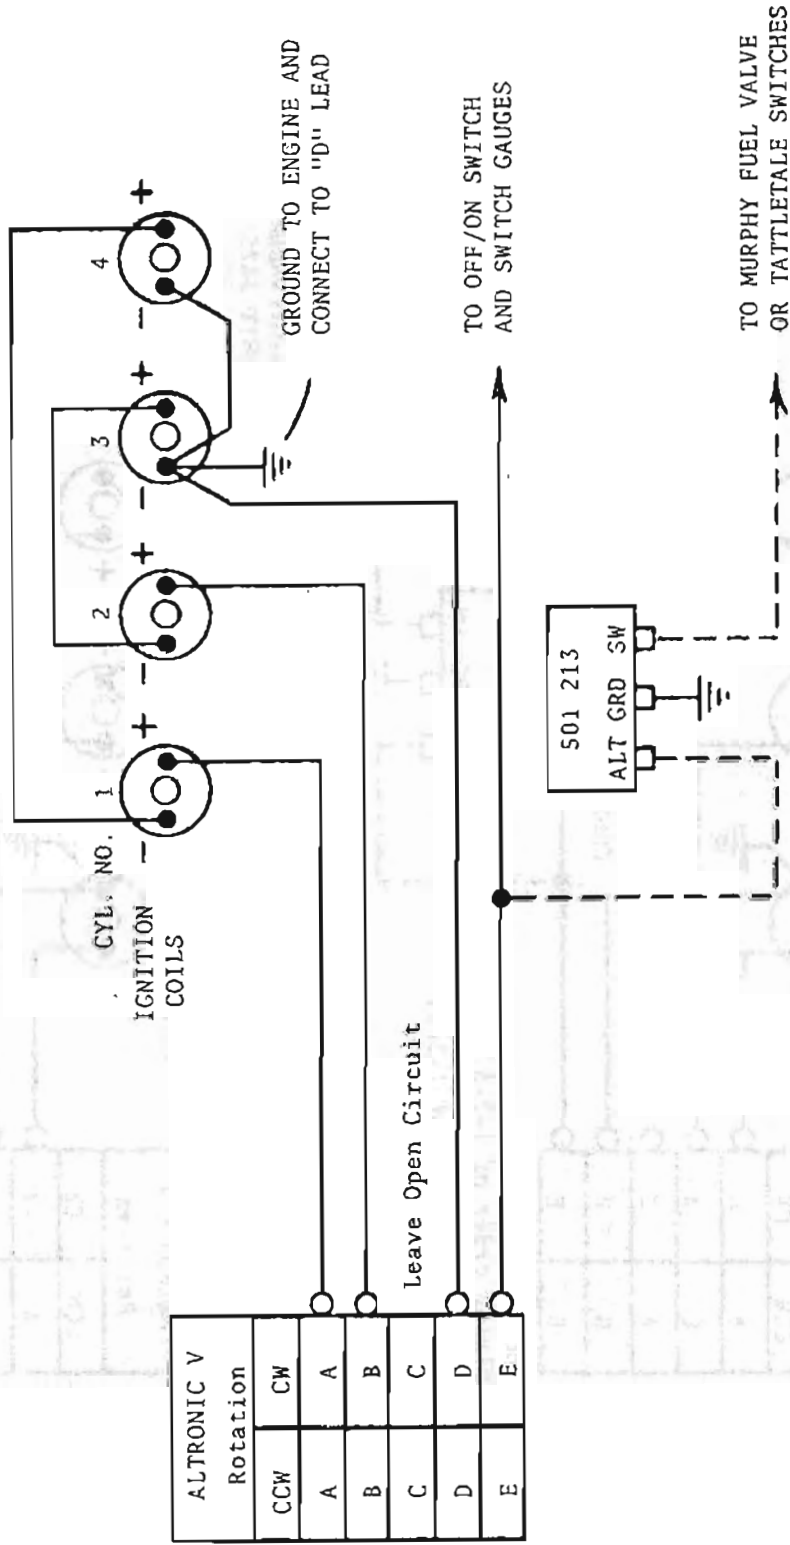 CYL. NO. 1 2 3 4
- + - + - + - +
IGNITION
COILS
GROUND TO ENGINE AND
CONNECT TO "D" LEAD
ALTRONIC V
Rotation
CCW CW
A A
B B
C C
Leave Open Circuit
D D
E E
TO OFF/ON SWITCH
AND SWITCH GAUGES
501 213
ALT GRD SW
TO MURPHY FUEL VALVE
OR TATTLETALE SWITCHES